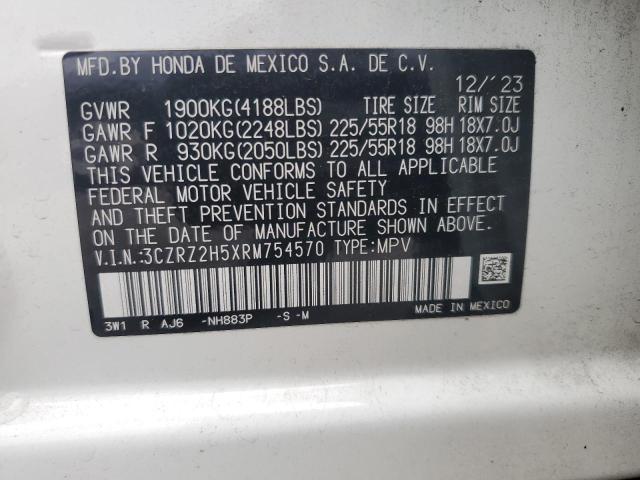 MFD. BY HONDA DE MEXICO S.A. DE C.V.
12/'23
GVWR 1900KG(4188LBS) TIRE SIZE RIM SIZE
GAWR F 1020KG(2248LBS) 225/55R18 98H 18X7.0J
GAWR R 930KG(2050LBS) 225/55R18 98H 18X7.0J
THIS VEHICLE CONFORMS TO ALL APPLICABLE
FEDERAL MOTOR VEHICLE SAFETY
AND THEFT PREVENTION STANDARDS IN EFFECT
ON THE DATE OF MANUFACTURE SHOWN ABOVE.
V.I.N.:3CZRZ2H5XRM754570 TYPE:MPV
3W1 R AJ6 -NH883P -S -M MADE IN MEXICO